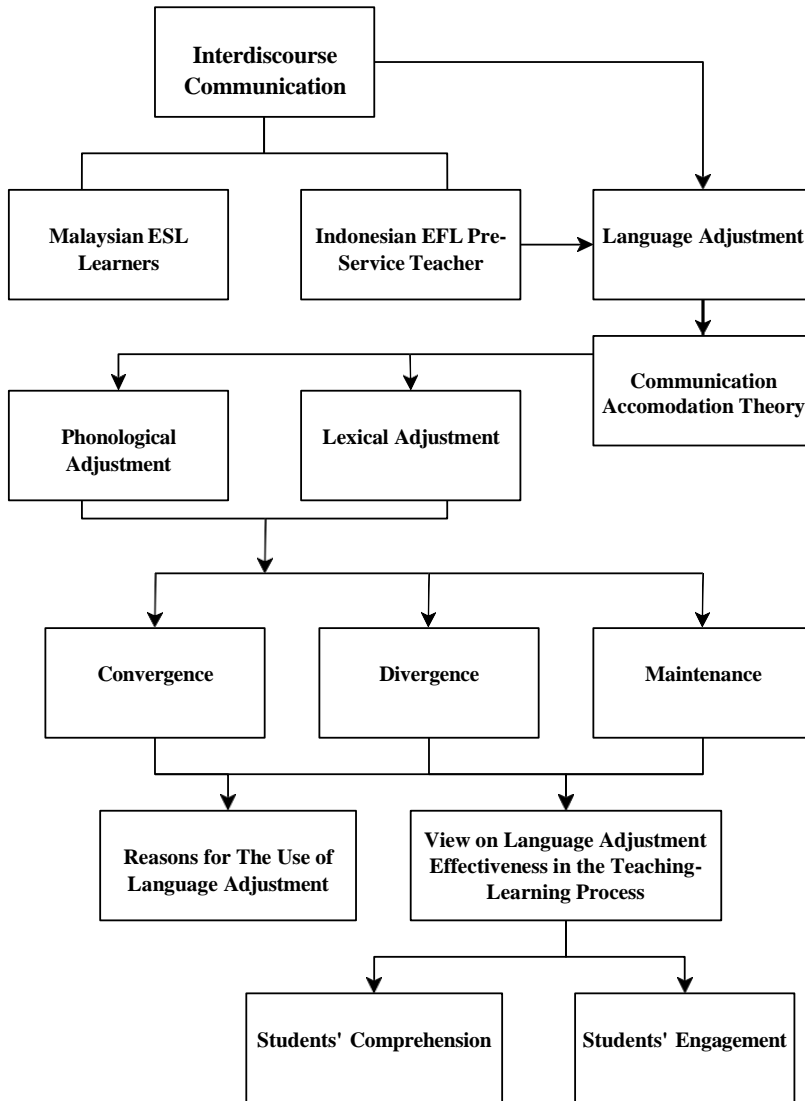 Interdiscourse
Communication
Malaysian ESL
Learners
Indonesian EFL Pre-
Service Teacher
Language Adjustment
Communication
Accomodation Theory
Phonological
Adjustment
Lexical Adjustment
Convergence
Divergence
Maintenance
Reasons for The Use of
Language Adjustment
View on Language Adjustment
Effectiveness in the Teaching-
Learning Process
Students' Comprehension
Students' Engagement